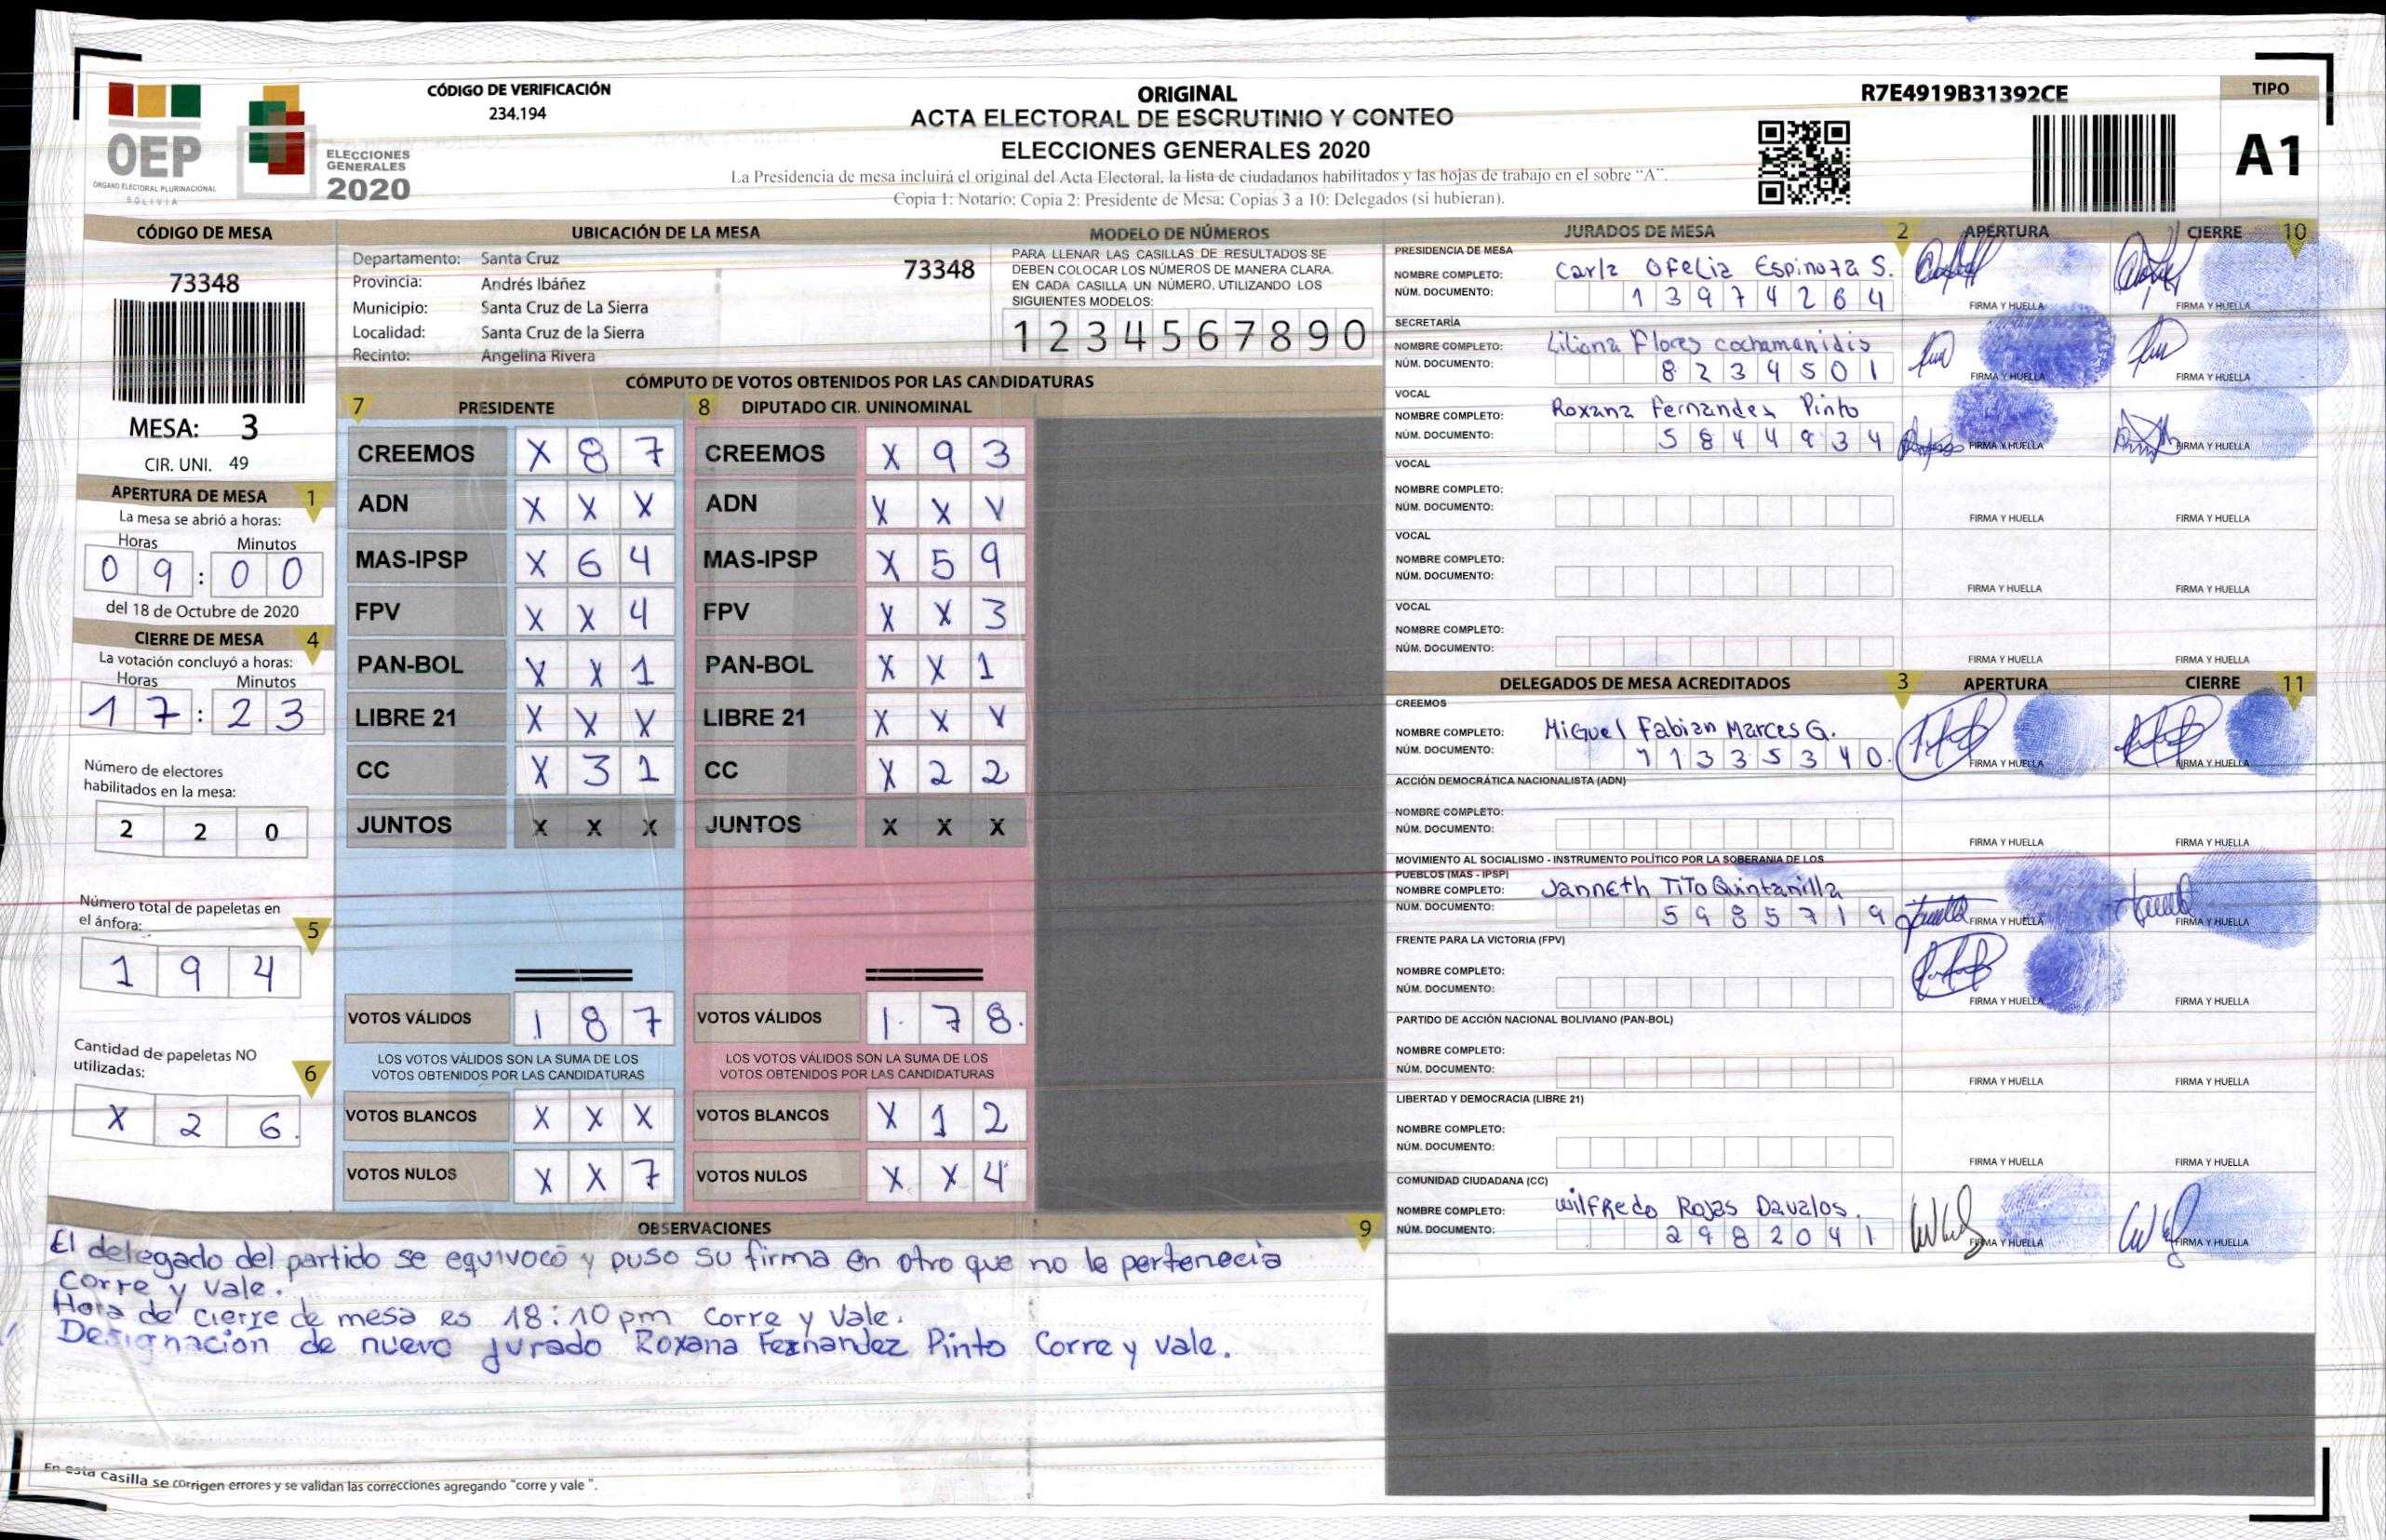 CÓDIGO DE VERIFICACIÓN
234.194
ORIGINAL
ACTA ELECTORAL DE ESCRUTINIO Y CONTEO
ELECCIONES GENERALES 2020
La Presidencia de mesa incluirá el original del Acta Electoral, la lista de ciudadanos habilitados y las hojas de trabajo en el sobre "A".
Copia 1: Notario; Copia 2: Presidente de Mesa; Copias 3 a 10: Delegados (si hubieran).
R7E4919B31392CE
TIPO
A1
OEP
ÓRGANO ELECTORAL PLURINACIONAL
BOLIVIA
ELECCIONES
GENERALES
2020
CÓDIGO DE MESA
73348
MESA: 3
CIR. UNI. 49
APERTURA DE MESA 1
La mesa se abrió a horas:
Horas Minutos
0 9 : 0 0
del 18 de Octubre de 2020
CIERRE DE MESA 4
La votación concluyó a horas:
Horas Minutos
1 7 : 2 3
Número de electores
habilitados en la mesa:
2 2 0
Número total de papeletas en
el ánfora: 5
1 9 4
Cantidad de papeletas NO
utilizadas: 6
X 2 6
UBICACIÓN DE LA MESA
Departamento: Santa Cruz
73348
Provincia: Andrés Ibáñez
Municipio: Santa Cruz de La Sierra
Localidad: Santa Cruz de la Sierra
Recinto: Angelina Rivera
MODELO DE NÚMEROS
PARA LLENAR LAS CASILLAS DE RESULTADOS SE
DEBEN COLOCAR LOS NÚMEROS DE MANERA CLARA.
EN CADA CASILLA UN NÚMERO, UTILIZANDO LOS
SIGUIENTES MODELOS:
1 2 3 4 5 6 7 8 9 0
CÓMPUTO DE VOTOS OBTENIDOS POR LAS CANDIDATURAS
7 PRESIDENTE
CREEMOS X 8 7
ADN X X X
MAS-IPSP X 6 4
FPV X X 4
PAN-BOL X X 1
LIBRE 21 X X X
CC X 3 1
JUNTOS X X X
VOTOS VÁLIDOS 1 8 7
LOS VOTOS VÁLIDOS SON LA SUMA DE LOS
VOTOS OBTENIDOS POR LAS CANDIDATURAS
VOTOS BLANCOS X X X
VOTOS NULOS X X 7
8 DIPUTADO CIR. UNINOMINAL
CREEMOS X 9 3
ADN X X X
MAS-IPSP X 5 9
FPV X X 3
PAN-BOL X X 1
LIBRE 21 X X X
CC X 2 2
JUNTOS X X X
VOTOS VÁLIDOS 1 7 8
LOS VOTOS VÁLIDOS SON LA SUMA DE LOS
VOTOS OBTENIDOS POR LAS CANDIDATURAS
VOTOS BLANCOS X 1 2
VOTOS NULOS X X 4
OBSERVACIONES 9
El delegado del partido se equivocó y puso su firma en otro que no le pertenecia
Corre y vale.
Hora de cierre de mesa es 18:10 pm Corre y Vale.
Designación de nuevo jurado Roxana Fernandez Pinto Corre y vale.
En esta casilla se corrigen errores y se validan las correcciones agregando "corre y vale ".
JURADOS DE MESA 2 APERTURA CIERRE 10
PRESIDENCIA DE MESA
NOMBRE COMPLETO: Carla Ofelia Espinoza S.
NÚM. DOCUMENTO: 1 3 9 7 4 2 6 4
FIRMA Y HUELLA FIRMA Y HUELLA
SECRETARÍA
NOMBRE COMPLETO: Liliana Flores Cochamanidis
NÚM. DOCUMENTO: 8 2 3 4 5 0 1
FIRMA Y HUELLA FIRMA Y HUELLA
VOCAL
NOMBRE COMPLETO: Roxana Fernandez Pinto
NÚM. DOCUMENTO: 5 8 4 4 9 3 4
FIRMA Y HUELLA FIRMA Y HUELLA
VOCAL
NOMBRE COMPLETO:
NÚM. DOCUMENTO:
FIRMA Y HUELLA FIRMA Y HUELLA
VOCAL
NOMBRE COMPLETO:
NÚM. DOCUMENTO:
FIRMA Y HUELLA FIRMA Y HUELLA
VOCAL
NOMBRE COMPLETO:
NÚM. DOCUMENTO:
FIRMA Y HUELLA FIRMA Y HUELLA
DELEGADOS DE MESA ACREDITADOS 3 APERTURA CIERRE 11
CREEMOS
NOMBRE COMPLETO: Miguel Fabian Marces G.
NÚM. DOCUMENTO: 1 1 3 3 5 3 4 0
FIRMA Y HUELLA FIRMA Y HUELLA
ACCIÓN DEMOCRÁTICA NACIONALISTA (ADN)
NOMBRE COMPLETO:
NÚM. DOCUMENTO:
FIRMA Y HUELLA FIRMA Y HUELLA
MOVIMIENTO AL SOCIALISMO - INSTRUMENTO POLÍTICO POR LA SOBERANIA DE LOS
PUEBLOS (MAS - IPSP)
NOMBRE COMPLETO: Janneth Tito Quintanilla
NÚM. DOCUMENTO: 5 9 8 5 7 1 9
FIRMA Y HUELLA FIRMA Y HUELLA
FRENTE PARA LA VICTORIA (FPV)
NOMBRE COMPLETO:
NÚM. DOCUMENTO:
FIRMA Y HUELLA FIRMA Y HUELLA
PARTIDO DE ACCIÓN NACIONAL BOLIVIANO (PAN-BOL)
NOMBRE COMPLETO:
NÚM. DOCUMENTO:
FIRMA Y HUELLA FIRMA Y HUELLA
LIBERTAD Y DEMOCRACIA (LIBRE 21)
NOMBRE COMPLETO:
NÚM. DOCUMENTO:
FIRMA Y HUELLA FIRMA Y HUELLA
COMUNIDAD CIUDADANA (CC)
NOMBRE COMPLETO: Wilfredo Rojas Davalos.
NÚM. DOCUMENTO: 2 9 8 2 0 4 1
FIRMA Y HUELLA FIRMA Y HUELLA